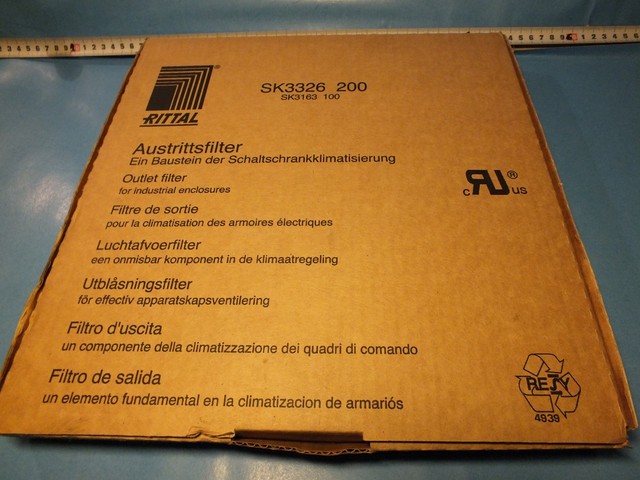 RITTAL
®
SK3326 200
SK3163 100
Austrittsfilter
Ein Baustein der Schaltschrankklimatisierung
Outlet filter
for industrial enclosures
c RU ® us
Filtre de sortie
pour la climatisation des armoires électriques
Luchtafvoerfilter
een onmisbar komponent in de klimaatregeling
Utblåsningsfilter
för effectiv apparatskapsventilering
Filtro d'uscita
un componente della climatizzazione dei quadri di comando
Filtro de salida
un elemento fundamental en la climatizacion de armariós
RESY
4939